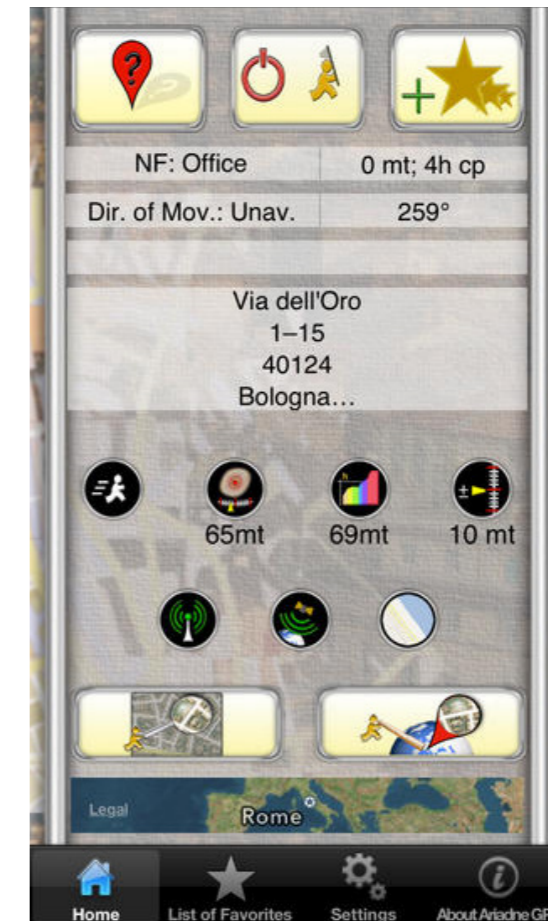 ?
NF: Office 0 mt; 4h cp
Dir. of Mov.: Unav. 259°
Via dell'Oro
1–15
40124
Bologna…
h
±
65mt 69mt 10 mt
Legal
Rome
Home List of Favorites Settings About Ariadne GP